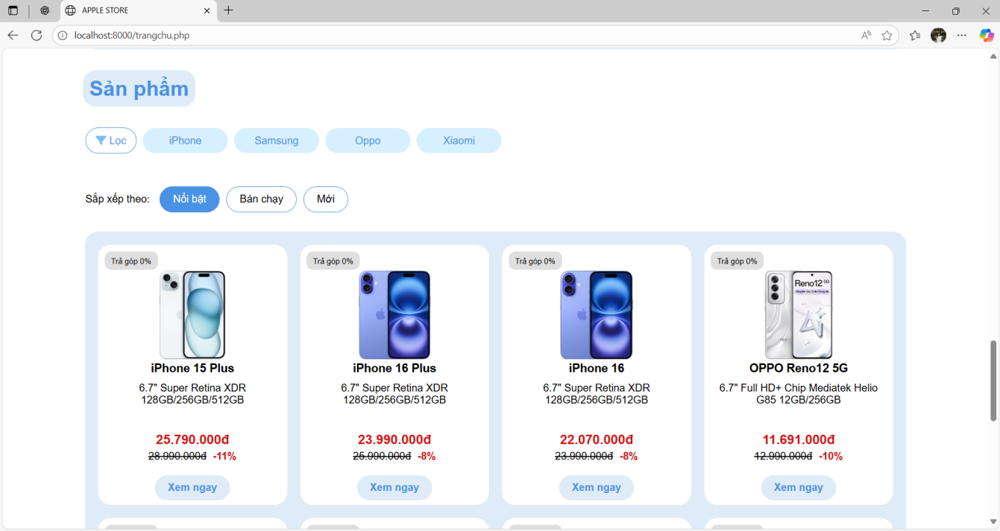 APPLE STORE
localhost:8000/trangchu.php
Sản phẩm
Lọc iPhone Samsung Oppo Xiaomi
Sắp xếp theo: Nổi bật Bán chạy Mới
Trả góp 0% Trả góp 0% Trả góp 0% Trả góp 0%
Reno12 5G
iPhone 15 Plus iPhone 16 Plus iPhone 16 OPPO Reno12 5G
6.7" Super Retina XDR 6.7" Super Retina XDR 6.7" Super Retina XDR 6.7" Full HD+ Chip Mediatek Helio
128GB/256GB/512GB 128GB/256GB/512GB 128GB/256GB/512GB G85 12GB/256GB
25.790.000đ 23.990.000đ 22.070.000đ 11.691.000đ
28.990.000đ -11% 25.990.000đ -8% 23.990.000đ -8% 12.990.000đ -10%
Xem ngay Xem ngay Xem ngay Xem ngay